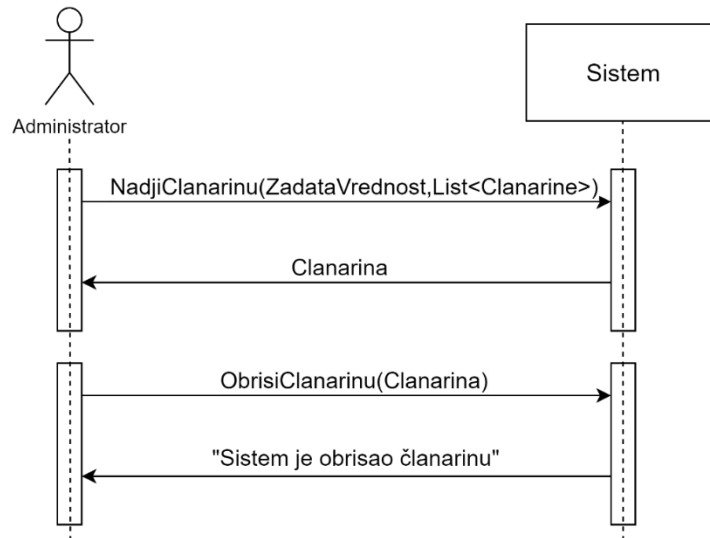 Sistem
Administrator
NadjiClanarinu(ZadataVrednost,List<Clanarine>)
Clanarina
ObrisiClanarinu(Clanarina)
"Sistem je obrisao članarinu"